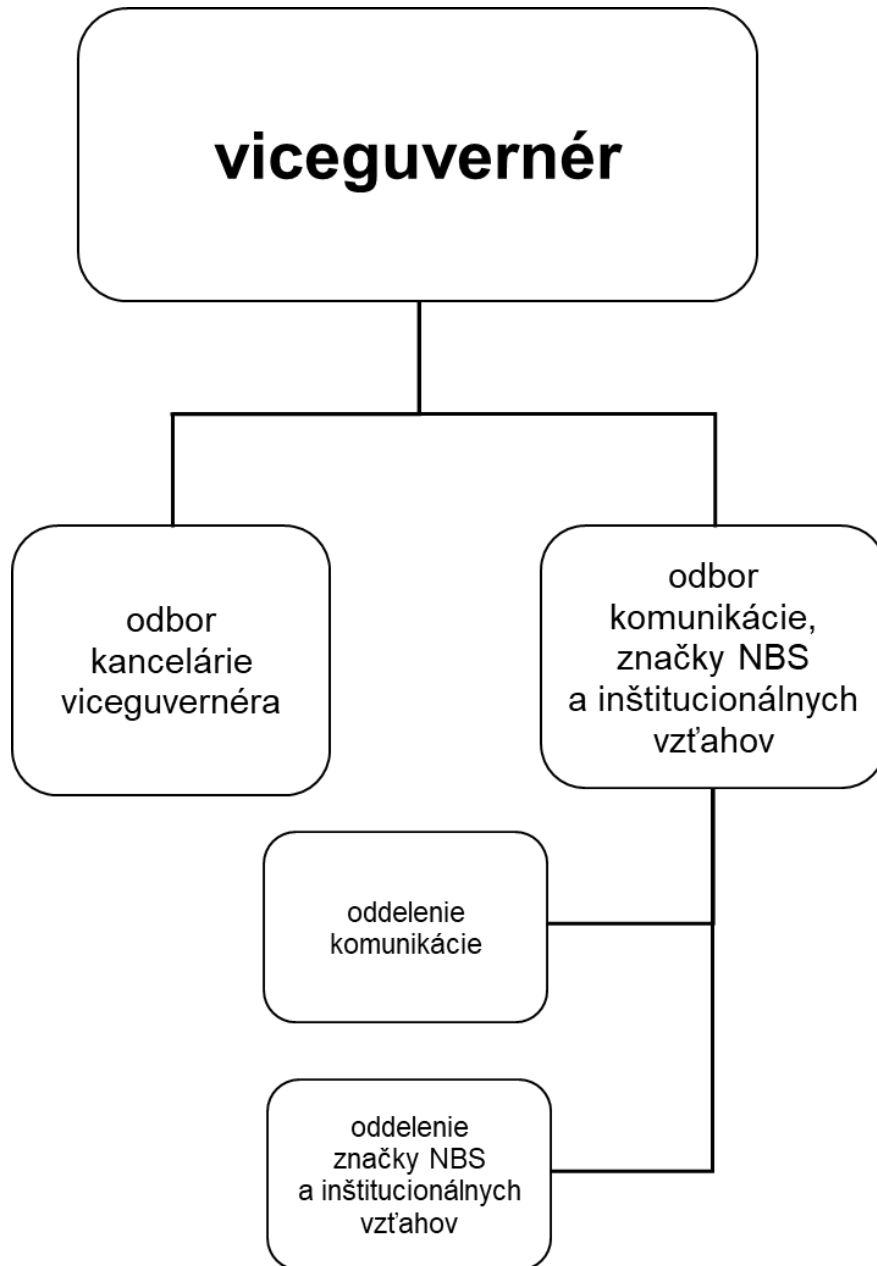 viceguvernér
odbor
kancelárie
viceguvernéra
odbor
komunikácie,
značky NBS
a inštitucionálnych
vzťahov
oddelenie
komunikácie
oddelenie
značky NBS
a inštitucionálnych
vzťahov